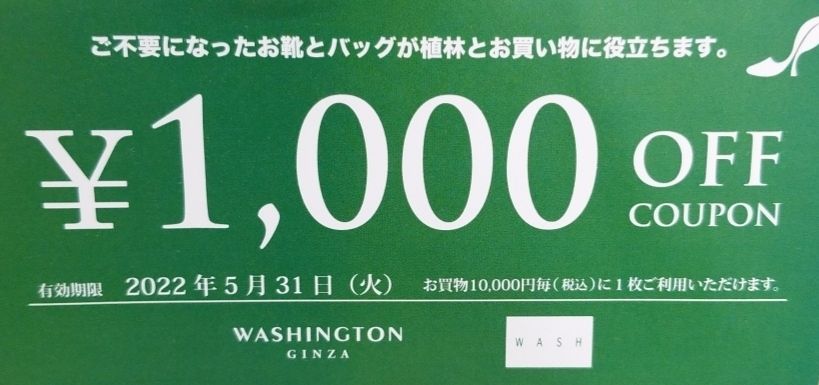 ご不要になったお靴とバッグが植林とお買い物に役立ちます。
¥1,000 OFF
COUPON
有効期限 2022年5月31日（火） お買物10,000円毎（税込）に1枚ご利用いただけます。
WASHINGTON
GINZA
WASH